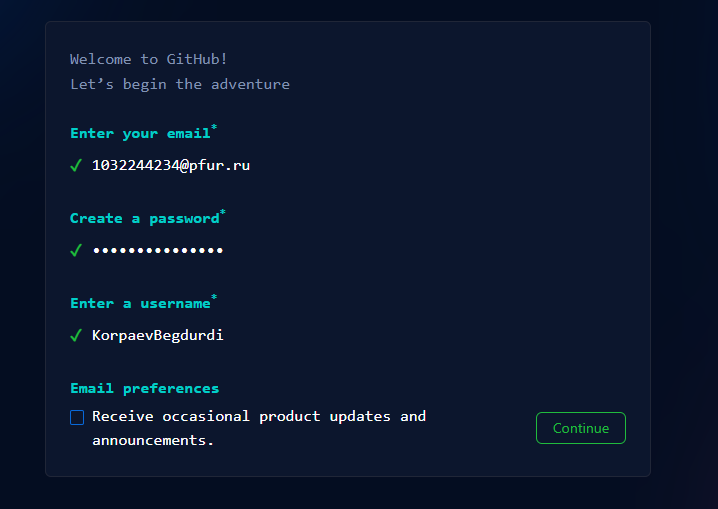 Welcome to GitHub!
Let’s begin the adventure
Enter your email*
✓ 1032244234@pfur.ru
Create a password*
✓ •••••••••••••••
Enter a username*
✓ KorpaevBegdurdi
Email preferences
Receive occasional product updates and
announcements.
Continue